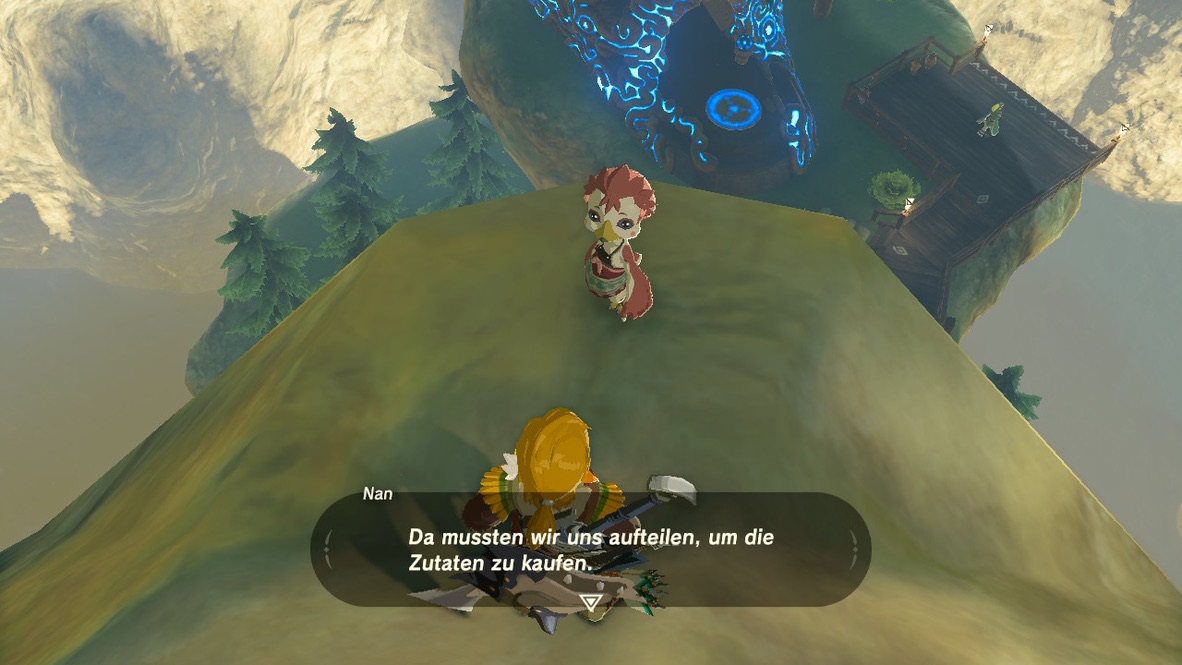 Nan
Da mussten wir uns aufteilen, um die
Zutaten zu kaufen.